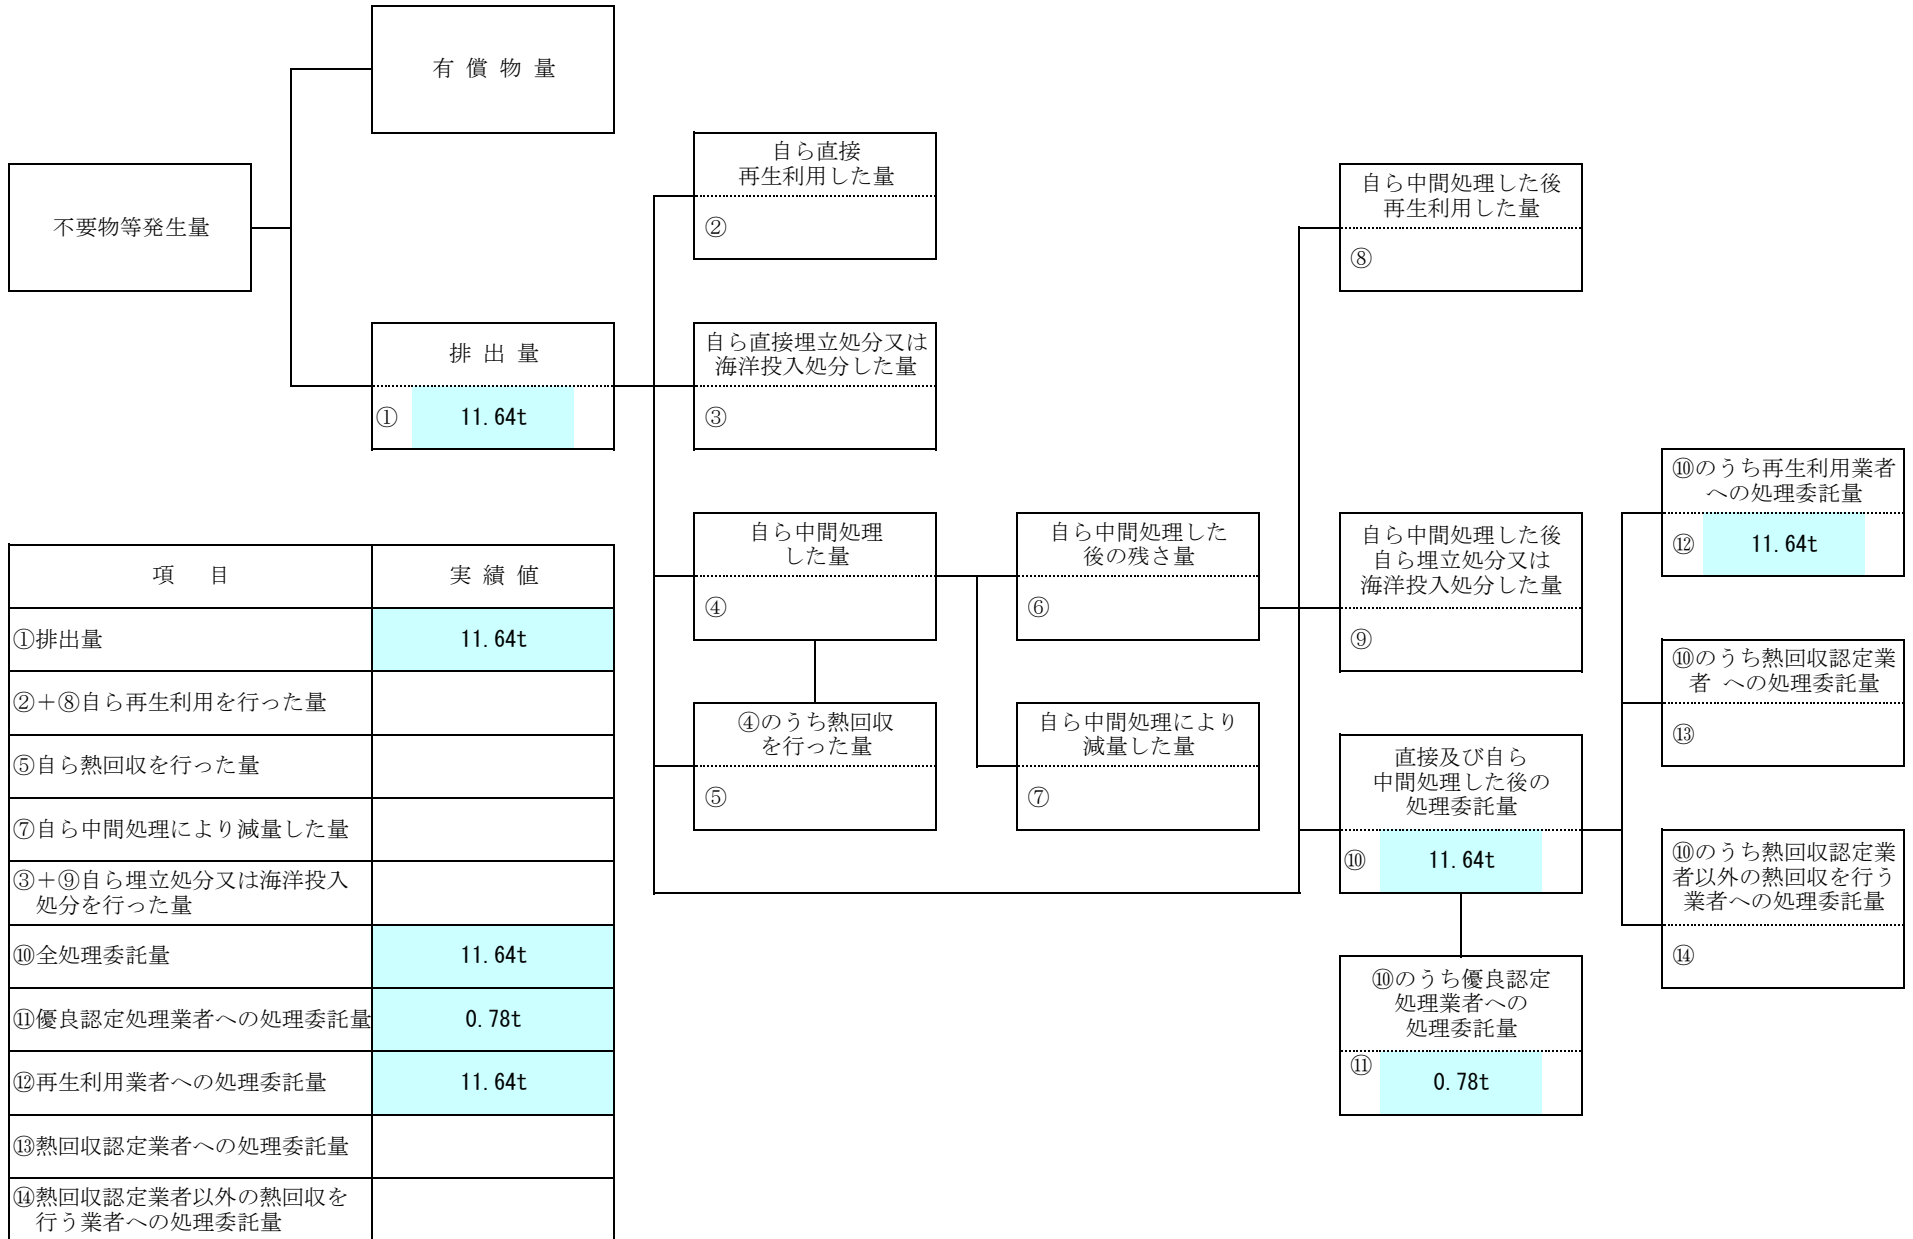 有 償 物 量
不要物等発生量
排 出 量
① 11.64t
自ら直接
再生利用した量
②
自ら直接埋立処分又は
海洋投入処分した量
③
自ら中間処理
した量
④
④のうち熱回収
を行った量
⑤
自ら中間処理した
後の残さ量
⑥
自ら中間処理により
減量した量
⑦
自ら中間処理した後
再生利用した量
⑧
自ら中間処理した後
自ら埋立処分又は
海洋投入処分した量
⑨
直接及び自ら
中間処理した後の
処理委託量
⑩ 11.64t
⑩のうち優良認定
処理業者への
処理委託量
⑪ 0.78t
⑩のうち再生利用業者
への処理委託量
⑫ 11.64t
⑩のうち熱回収認定業
者 への処理委託量
⑬
⑩のうち熱回収認定業
者以外の熱回収を行う
業者への処理委託量
⑭
項 目 実 績 値
①排出量 11.64t
②＋⑧自ら再生利用を行った量
⑤自ら熱回収を行った量
⑦自ら中間処理により減量した量
③＋⑨自ら埋立処分又は海洋投入
処分を行った量
⑩全処理委託量 11.64t
⑪優良認定処理業者への処理委託量 0.78t
⑫再生利用業者への処理委託量 11.64t
⑬熱回収認定業者への処理委託量
⑭熱回収認定業者以外の熱回収を
行う業者への処理委託量